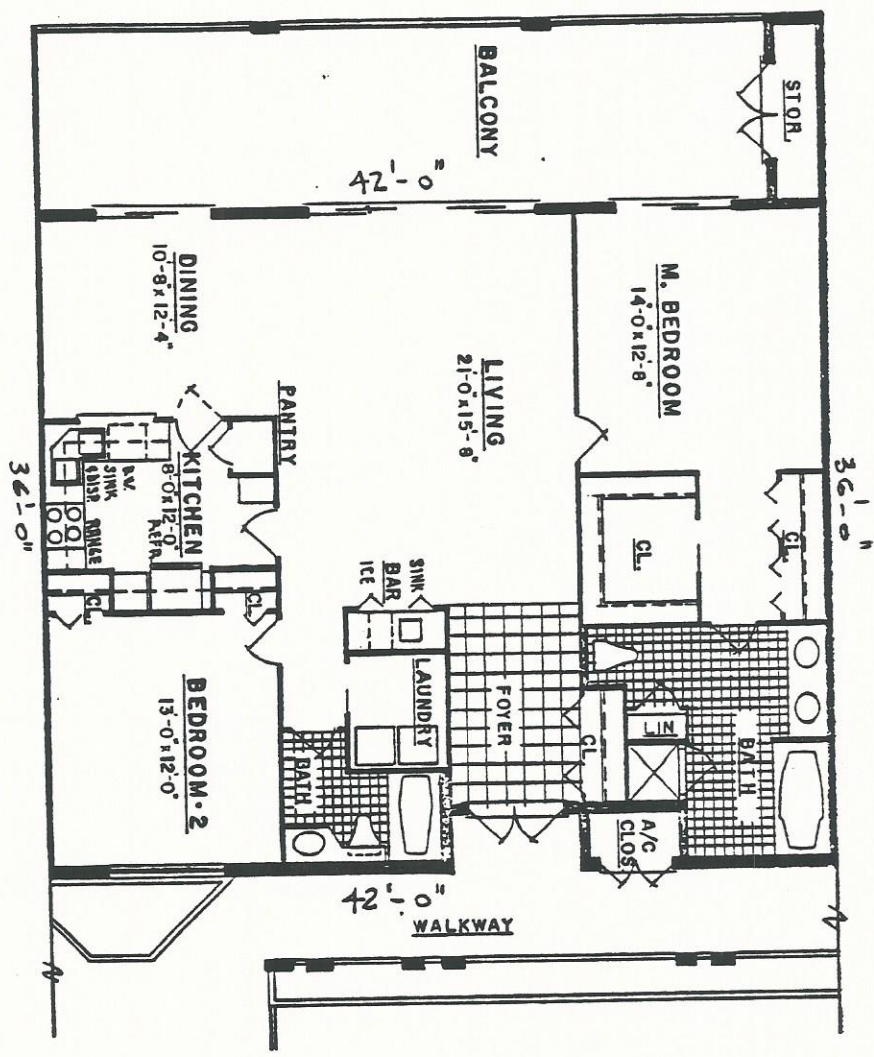 BALCONY
STOR.
42'-0"
DINING
10'-8"x12'-4"
LIVING
21'-0"x15'-8"
M. BEDROOM
14'-0"x12'-8"
PANTRY
KITCHEN
8'-0"x12'-0"
REFR.
D.W.
SINK
RANGE
36'-0"
36'-0"
CL.
CL.
CL.
CL.
SINK
BAR
ICE
LAUNDRY
FOYER
CL.
LIN
BATH
BATH
BEDROOM·2
13'-0"x12'-0"
A/C
CLOS
42'-0"
WALKWAY